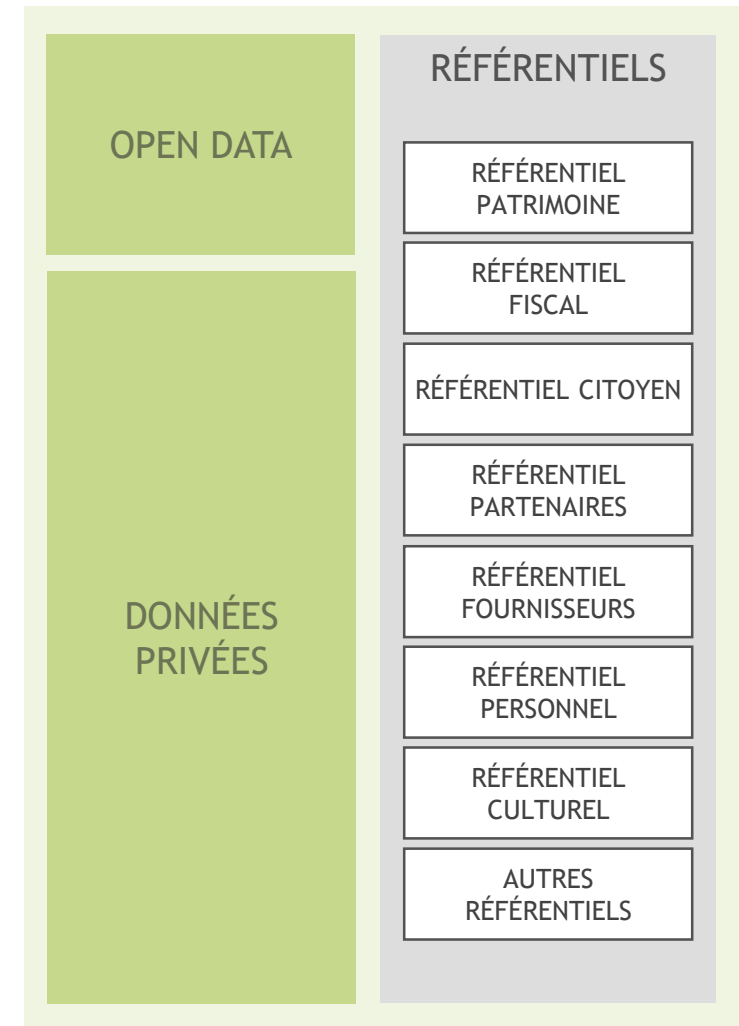 OPEN DATA
DONNÉES
PRIVÉES
RÉFÉRENTIELS
RÉFÉRENTIEL
PATRIMOINE
RÉFÉRENTIEL
FISCAL
RÉFÉRENTIEL CITOYEN
RÉFÉRENTIEL
PARTENAIRES
RÉFÉRENTIEL
FOURNISSEURS
RÉFÉRENTIEL
PERSONNEL
RÉFÉRENTIEL
CULTUREL
AUTRES
RÉFÉRENTIELS